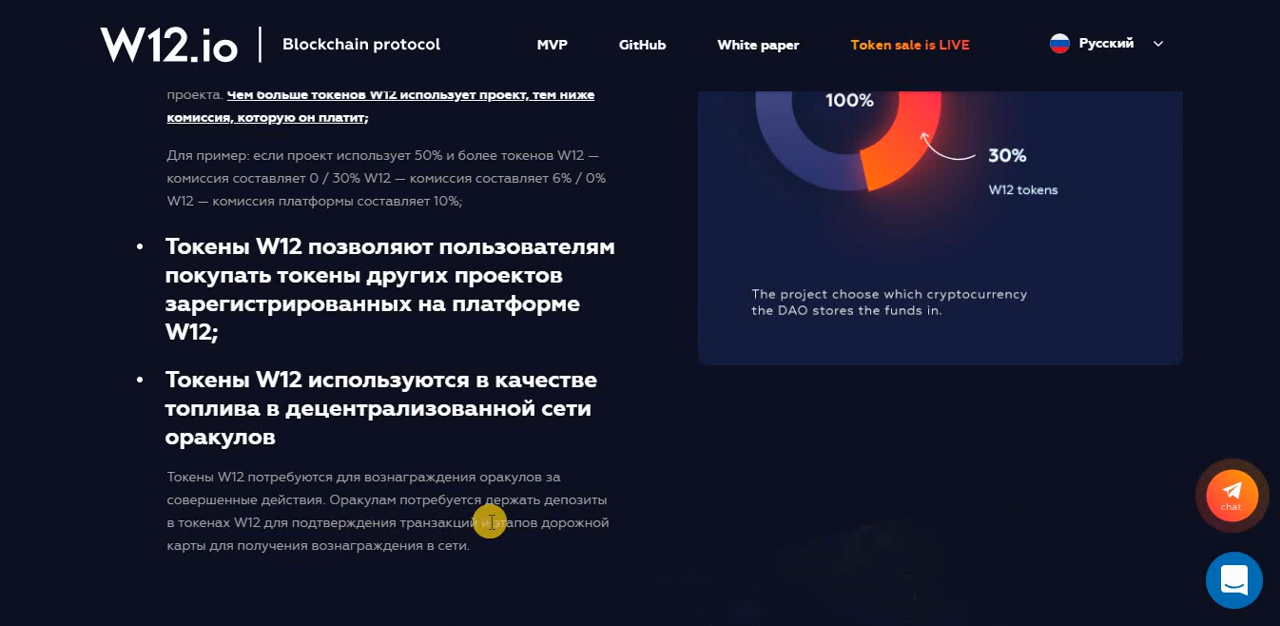 W12.io | Blockchain protocol
MVP
GitHub
White paper
Token sale is LIVE
Русский
проекта. Чем больше токенов W12 использует проект, тем ниже
комиссия, которую он платит;
Для пример: если проект использует 50% и более токенов W12 —
комиссия составляет 0 / 30% W12 — комиссия составляет 6% / 0%
W12 — комиссия платформы составляет 10%;
• Токены W12 позволяют пользователям
покупать токены других проектов
зарегистрированных на платформе
W12;
• Токены W12 используются в качестве
топлива в децентрализованной сети
оракулов
Токены W12 потребуются для вознаграждения оракулов за
совершенные действия. Оракулам потребуется держать депозиты
в токенах W12 для подтверждения транзакций и этапов дорожной
карты для получения вознаграждения в сети.
100%
30%
W12 tokens
The project choose which cryptocurrency
the DAO stores the funds in.
chat